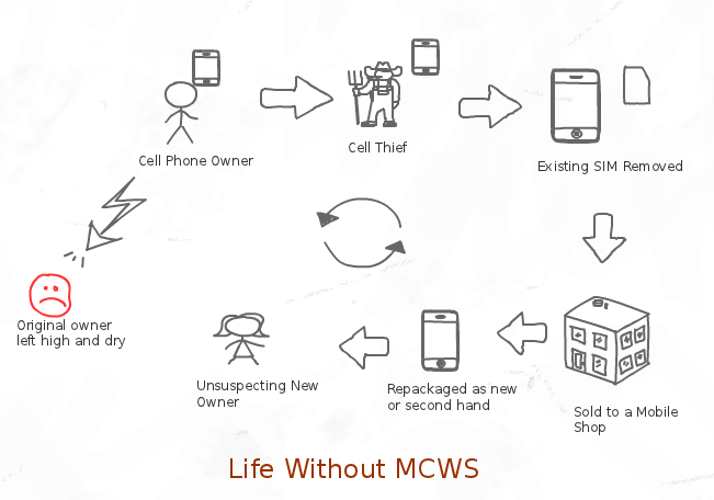 Cell Phone Owner
Cell Thief
Existing SIM Removed
Original owner
left high and dry
Unsuspecting New
Owner
Repackaged as new
or second hand
Sold to a Mobile
Shop
Life Without MCWS